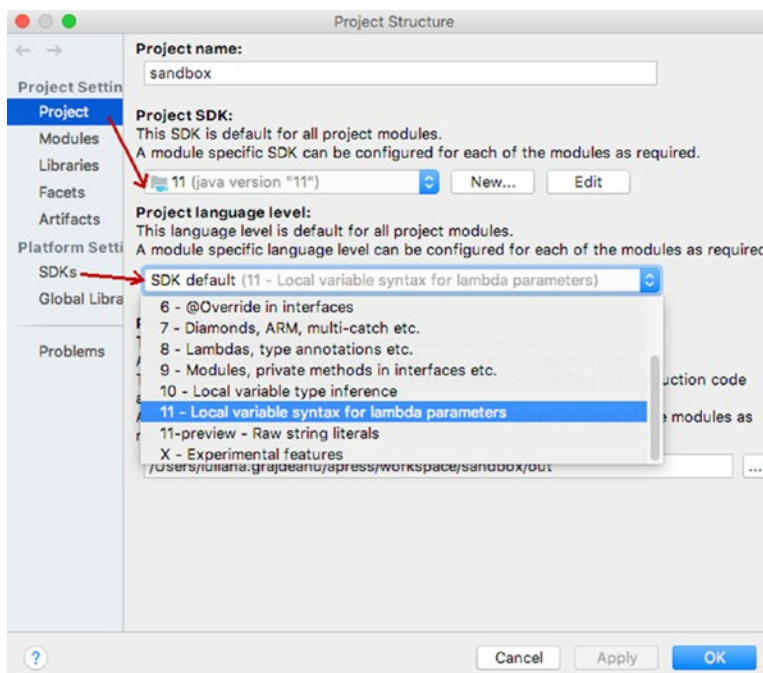 Project Structure
Project name:
sandbox
Project Settin
Project
Modules
Libraries
Facets
Artifacts
Platform Setti
SDKs
Global Libra
Problems
Project SDK:
This SDK is default for all project modules.
A module specific SDK can be configured for each of the modules as required.
11 (java version "11")
New...
Edit
Project language level:
This language level is default for all project modules.
A module specific language level can be configured for each of the modules as required
SDK default (11 - Local variable syntax for lambda parameters)
6 - @Override in interfaces
7 - Diamonds, ARM, multi-catch etc.
8 - Lambdas, type annotations etc.
9 - Modules, private methods in interfaces etc.
10 - Local variable type inference
11 - Local variable syntax for lambda parameters
11-preview - Raw string literals
X - Experimental features
uction code
modules as
/Users/iuliana.grajdeanu/apress/workspace/sandbox/out
...
?
Cancel
Apply
OK